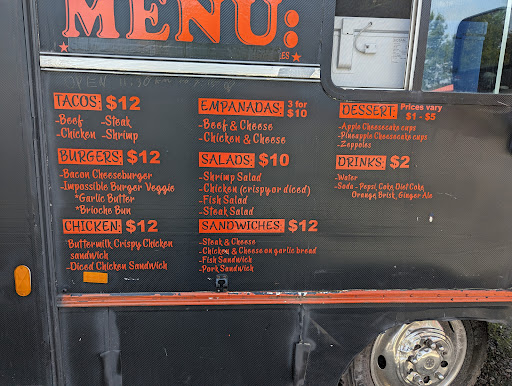 MENU:
ES
TACOS: $12
-Beef -Steak
-Chicken -Shrimp
BURGERS: $12
-Bacon Cheeseburger
-Impossible Burger Veggie
*Garlic Butter
*Brioche Bun
CHICKEN: $12
*Buttermilk Crispy Chicken
sandwich
-Diced Chicken Sandwich
EMPANADAS: 3 for
$10
-Beef & Cheese
-Chicken & Cheese
SALADS: $10
-Shrimp Salad
-Chicken (crispy or diced)
-Fish Salad
-Steak Salad
SANDWICHES: $12
-Steak & Cheese
-Chicken & Cheese on garlic bread
-Fish Sandwich
-Pork Sandwich
DESSERT: Prices vary
$1 - $5
-Apple Cheesecake cups
-Pineapple Cheesecake cups
-Zeppoles
DRINKS: $2
-Water
-Soda - Pepsi, Coke, Diet Coke,
Orange, Brisk, Ginger Ale